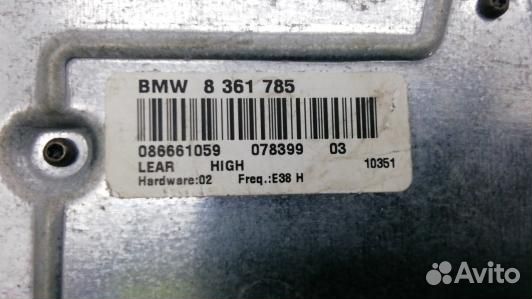 BMW 8 361 785
086661059 078399 03
LEAR HIGH 10351
Hardware:02 Freq.:E38 H
Avito